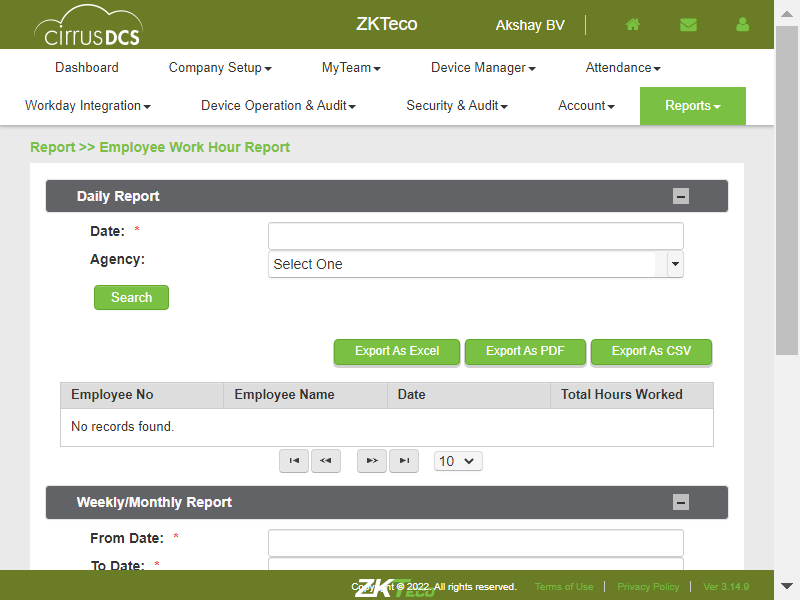 cirrusDCS
ZKTeco
Akshay BV
Dashboard
Company Setup
MyTeam
Device Manager
Attendance
Workday Integration
Device Operation & Audit
Security & Audit
Account
Reports
Report >> Employee Work Hour Report
Daily Report
Date: *
Agency:
Select One
Search
Export As Excel
Export As PDF
Export As CSV
Employee No
Employee Name
Date
Total Hours Worked
No records found.
10
Weekly/Monthly Report
From Date: *
To Date: *
ZKTeco
Copyright © 2022. All rights reserved.
Terms of Use
Privacy Policy
Ver 3.14.9